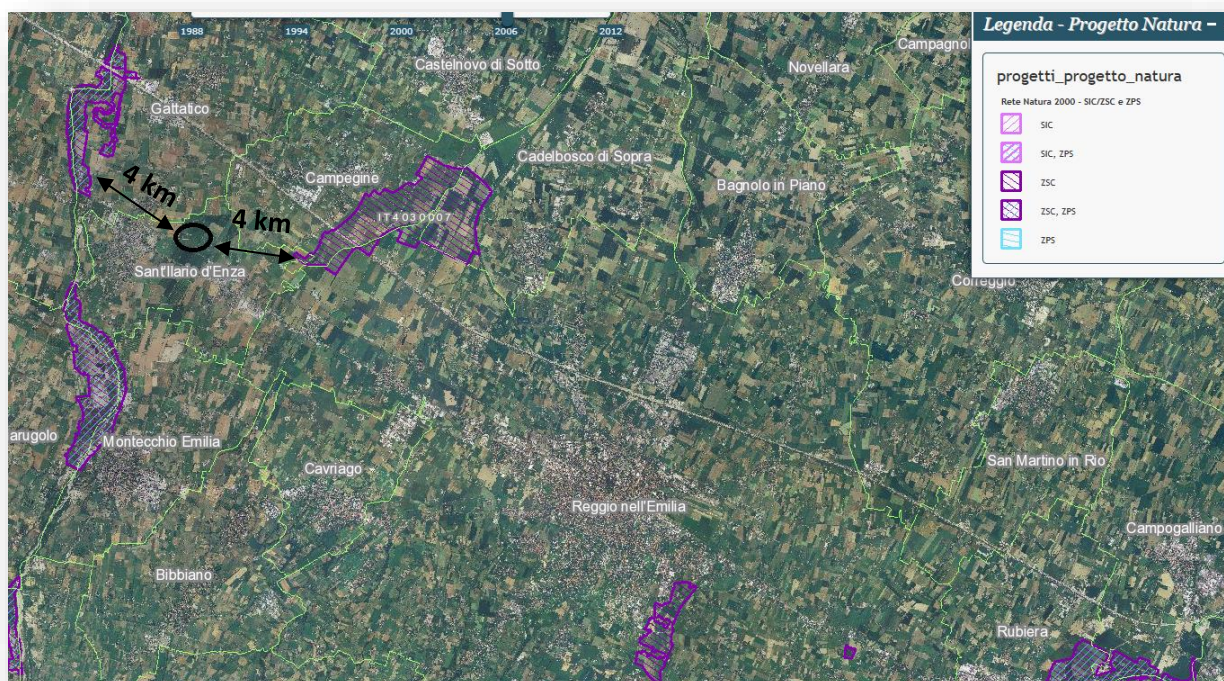 1988
1994
2000
2006
2012
Legenda - Progetto Natura –
progetti_progetto_natura
Rete Natura 2000 - SIC/ZSC e ZPS
SIC
SIC, ZPS
ZSC
ZSC, ZPS
ZPS
Campagnol
Castelnovo di Sotto
Novellara
Gattatico
Cadelbosco di Sopra
Campegine
Bagnolo in Piano
4 km
4 km
IT4030007
Sant'Ilario d'Enza
Correggio
arugolo
Montecchio Emilia
Cavriago
San Martino in Rio
Reggio nell'Emilia
Campogalliano
Bibbiano
Rubiera